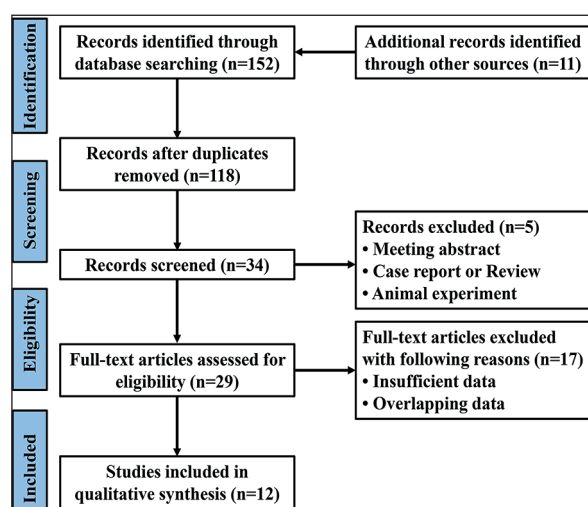 Identification
Records identified through
database searching (n=152)
Additional records identified
through other sources (n=11)
Records after duplicates
removed (n=118)
Screening
Records screened (n=34)
Records excluded (n=5)
• Meeting abstract
• Case report or Review
• Animal experiment
Eligibility
Full-text articles assessed for
eligibility (n=29)
Full-text articles excluded
with following reasons (n=17)
• Insufficient data
• Overlapping data
Included
Studies included in
qualitative synthesis (n=12)